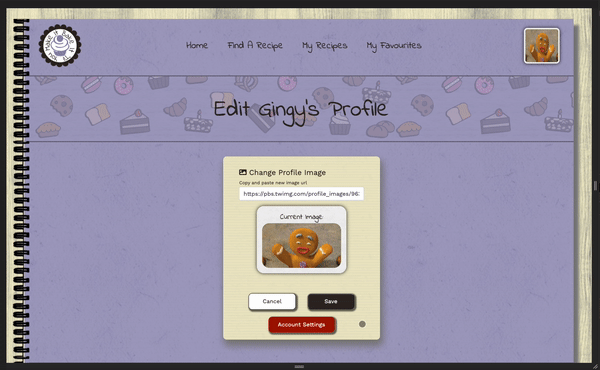 Home Find A Recipe My Recipes My Favourites
Edit Gingy's Profile
Change Profile Image
Copy and paste new image url
https://pbs.twimg.com/profile_images/96
Current Image:
Cancel Save
Account Settings